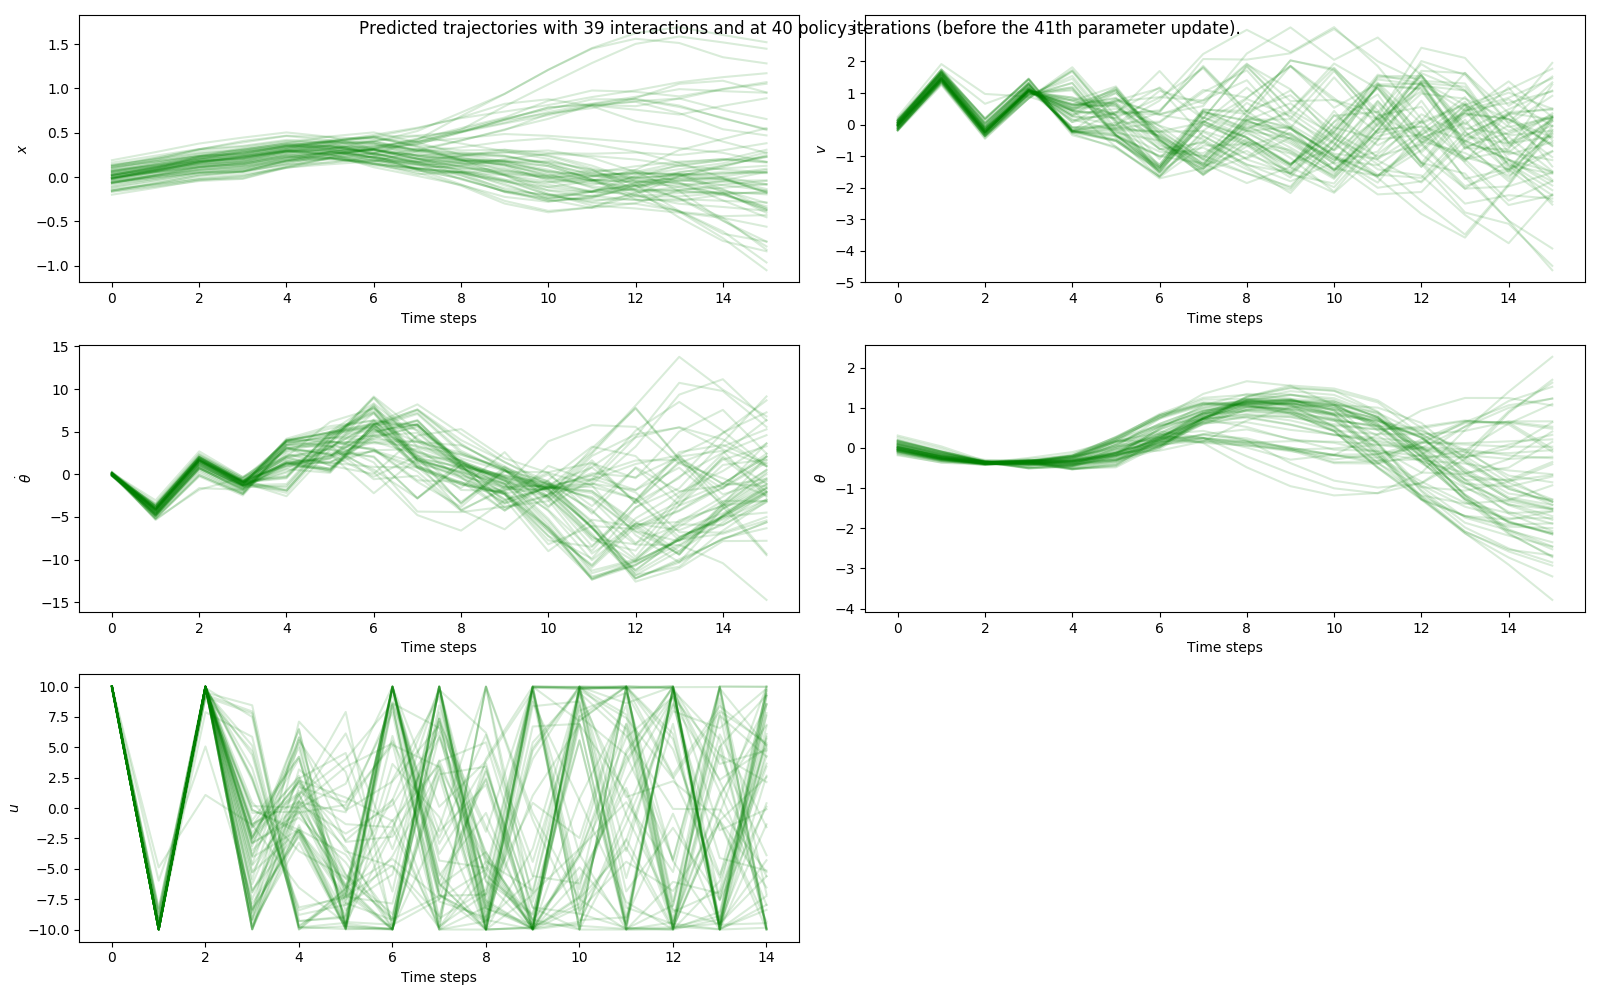 Predicted trajectories with 39 interactions and at 40 policy iterations (before the 41th parameter update).
1.5
1.0
0.5
0.0
−0.5
−1.0
x
0 2 4 6 8 10 12 14
Time steps
3
2
1
0
−1
−2
−3
−4
−5
v
0 2 4 6 8 10 12 14
Time steps
15
10
5
0
−5
−10
−15
θ̇
0 2 4 6 8 10 12 14
Time steps
2
1
0
−1
−2
−3
−4
θ
0 2 4 6 8 10 12 14
Time steps
10.0
7.5
5.0
2.5
0.0
−2.5
−5.0
−7.5
−10.0
u
0 2 4 6 8 10 12 14
Time steps